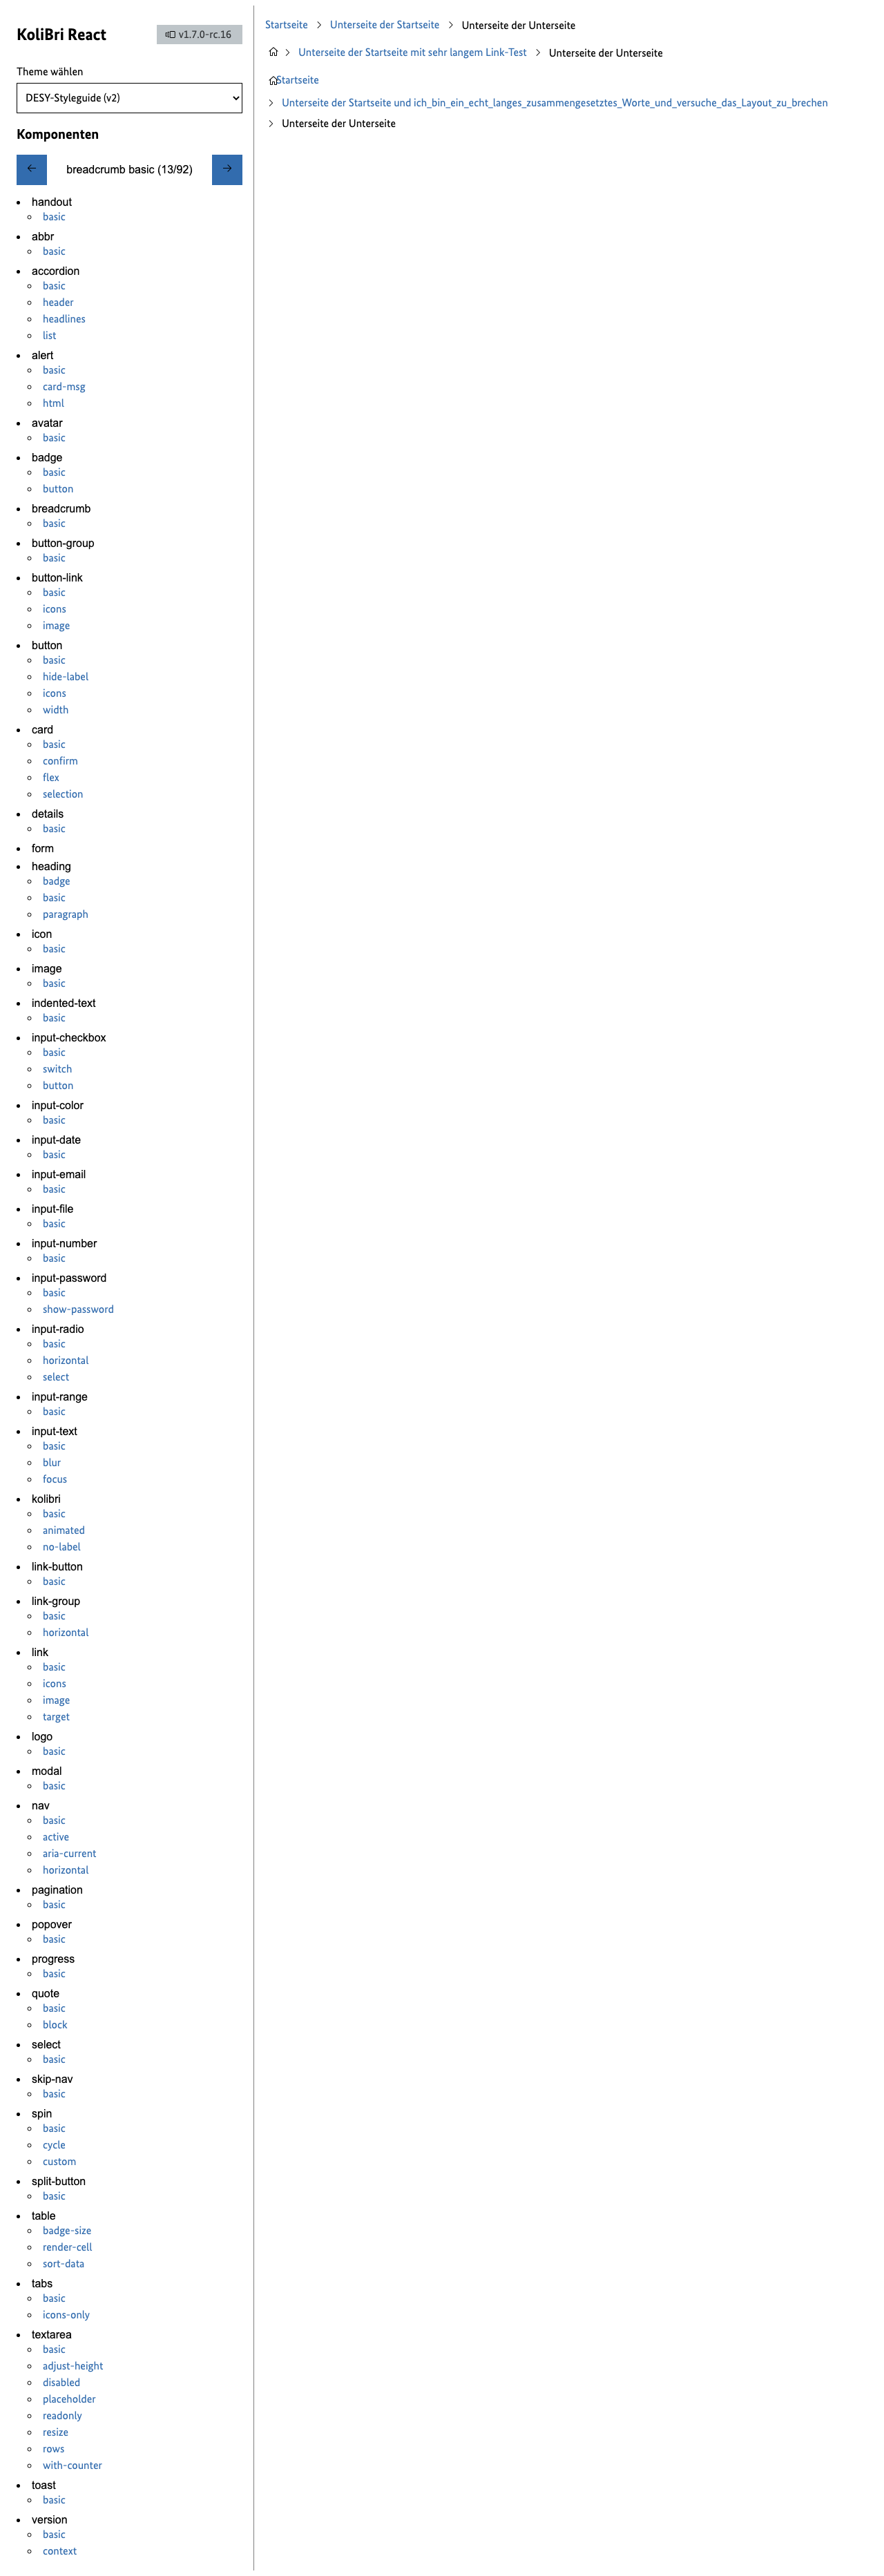 KoliBri React
v1.7.0-rc.16
Theme wählen
DESY-Styleguide (v2)
Komponenten
breadcrumb basic (13/92)
handout
basic
abbr
basic
accordion
basic
header
headlines
list
alert
basic
card-msg
html
avatar
basic
badge
basic
button
breadcrumb
basic
button-group
basic
button-link
basic
icons
image
button
basic
hide-label
icons
width
card
basic
confirm
flex
selection
details
basic
form
heading
badge
basic
paragraph
icon
basic
image
basic
indented-text
basic
input-checkbox
basic
switch
button
input-color
basic
input-date
basic
input-email
basic
input-file
basic
input-number
basic
input-password
basic
show-password
input-radio
basic
horizontal
select
input-range
basic
input-text
basic
blur
focus
kolibri
basic
animated
no-label
link-button
basic
link-group
basic
horizontal
link
basic
icons
image
target
logo
basic
modal
basic
nav
basic
active
aria-current
horizontal
pagination
basic
popover
basic
progress
basic
quote
basic
block
select
basic
skip-nav
basic
spin
basic
cycle
custom
split-button
basic
table
badge-size
render-cell
sort-data
tabs
basic
icons-only
textarea
basic
adjust-height
disabled
placeholder
readonly
resize
rows
with-counter
toast
basic
version
basic
context
Startseite Unterseite der Startseite Unterseite der Unterseite
Unterseite der Startseite mit sehr langem Link-Test Unterseite der Unterseite
Startseite
Unterseite der Startseite und ich_bin_ein_echt_langes_zusammengesetztes_Worte_und_versuche_das_Layout_zu_brechen
Unterseite der Unterseite